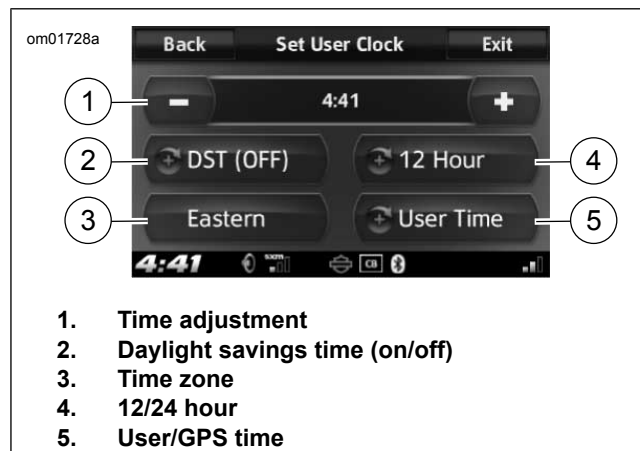 om01728a
Back Set User Clock Exit
1 − 4:41 +
2 DST (OFF) 12 Hour 4
3 Eastern User Time 5
4:41 sxm CB
1. Time adjustment
2. Daylight savings time (on/off)
3. Time zone
4. 12/24 hour
5. User/GPS time